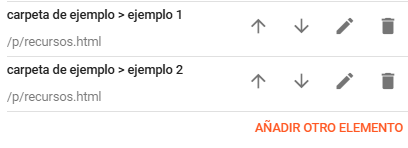 carpeta de ejemplo > ejemplo 1
/p/recursos.html
carpeta de ejemplo > ejemplo 2
/p/recursos.html
AÑADIR OTRO ELEMENTO